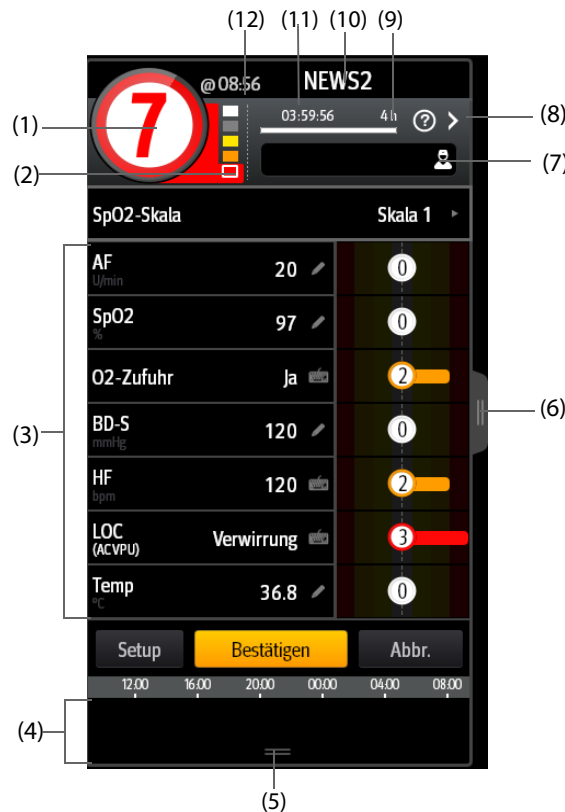 (12) (11) (9) (10)
@ 08:56 NEWS2
(1) 7 03:59:56 4 h ? (8)
(2) (7)
SpO2-Skala Skala 1
AF 20 0
U/min
SpO2 97 0
%
O2-Zufuhr Ja 2
(3) (6)
BD-S 120 0
mmHg
HF 120 2
bpm
LOC Verwirrung 3
(ACVPU)
Temp 36.8 0
°C
Setup Bestätigen Abbr.
12:00 16:00 20:00 00:00 04:00 08:00
(4)
(5)